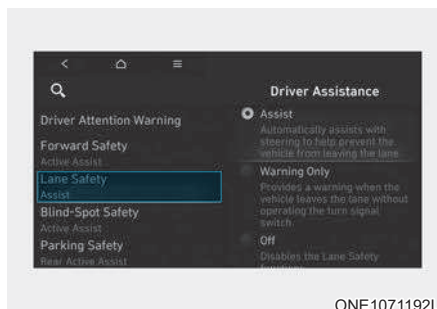 Driver Assistance
Driver Attention Warning
Forward Safety
Active Assist
Lane Safety
Assist
Blind-Spot Safety
Active Assist
Parking Safety
Rear Active Assist
Assist
Automatically assists with
steering to help prevent the
vehicle from leaving the lane
Warning Only
Provides a warning when the
vehicle leaves the lane without
operating the turn signal
switch.
Off
Disables the Lane Safety
function.
ONE1071192L